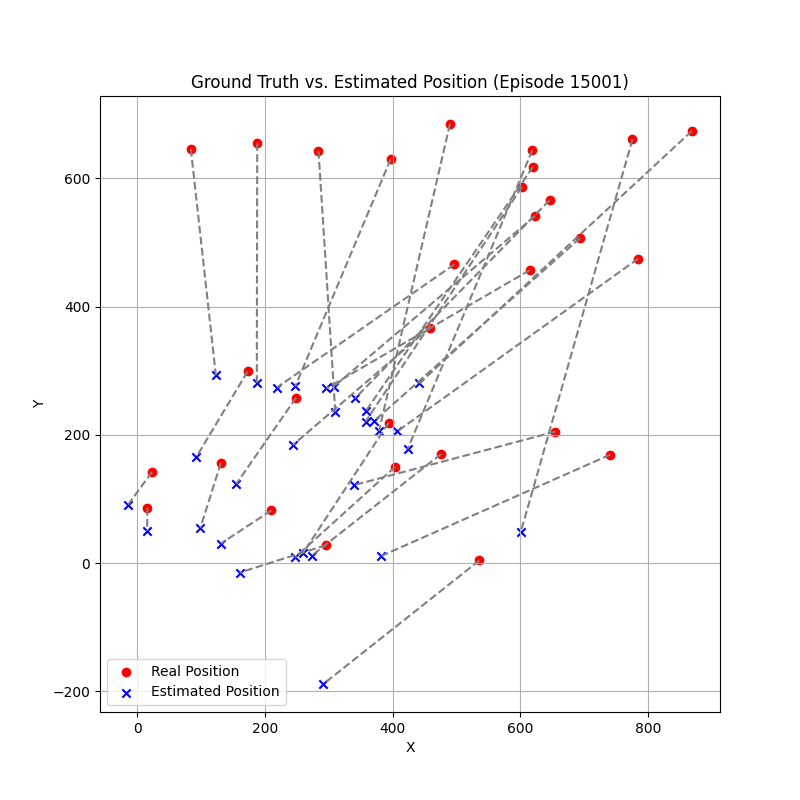 Ground Truth vs. Estimated Position (Episode 15001)
Y
600
400
200
0
−200
Real Position
Estimated Position
0 200 400 600 800
X